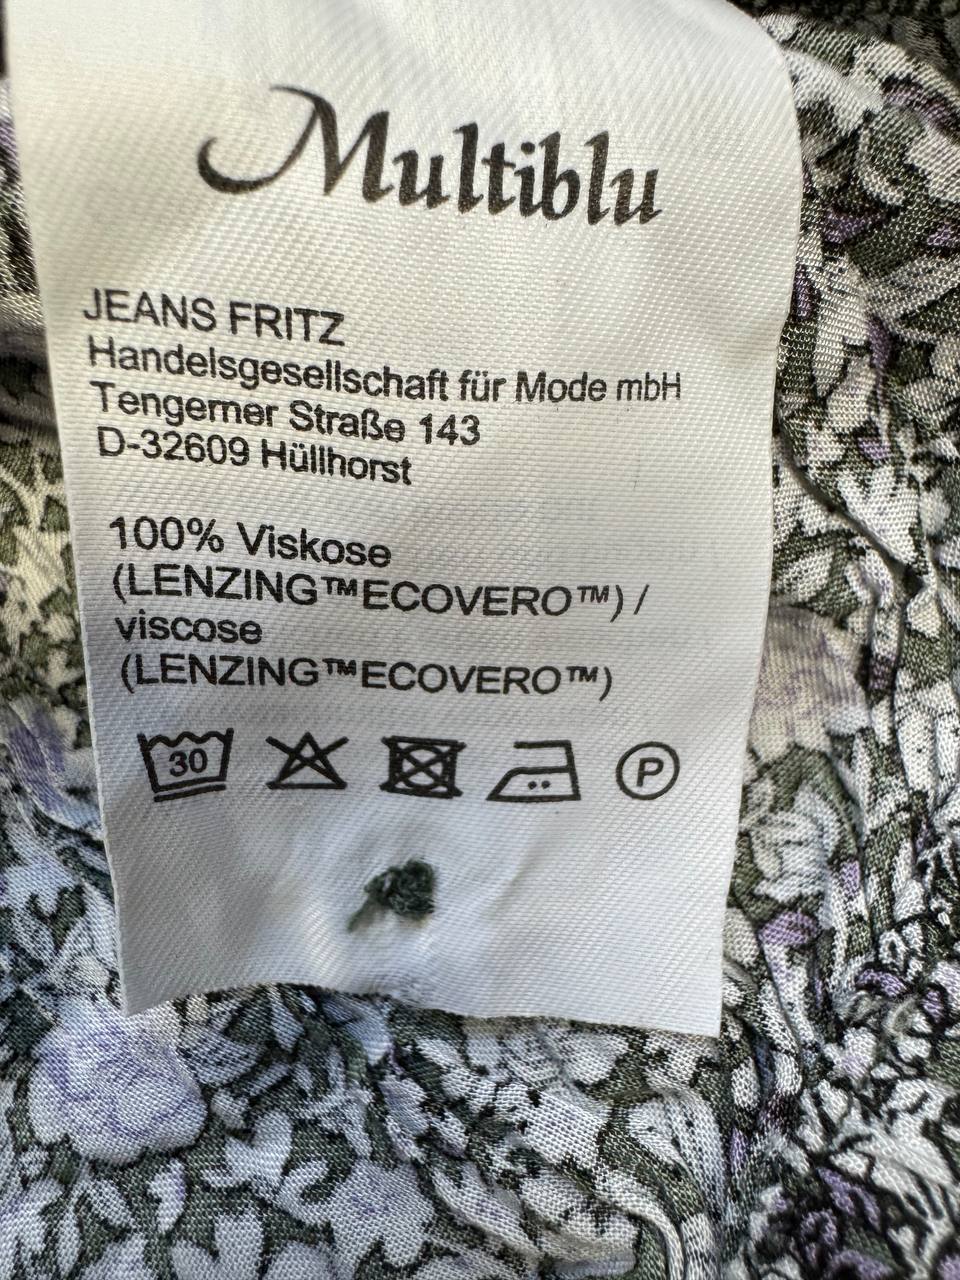 Multiblu
JEANS FRITZ
Handelsgesellschaft für Mode mbH
Tengerner Straße 143
D-32609 Hüllhorst
100% Viskose
(LENZING™ECOVERO™) /
viscose
(LENZING™ECOVERO™)
30 P